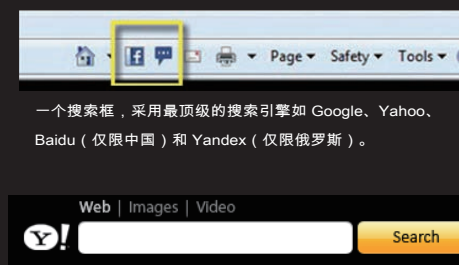 Page Safety Tools
一个搜索框，采用最顶级的搜索引擎如 Google、Yahoo、
Baidu（仅限中国）和 Yandex（仅限俄罗斯）。
Web | Images | Video
Y! Search